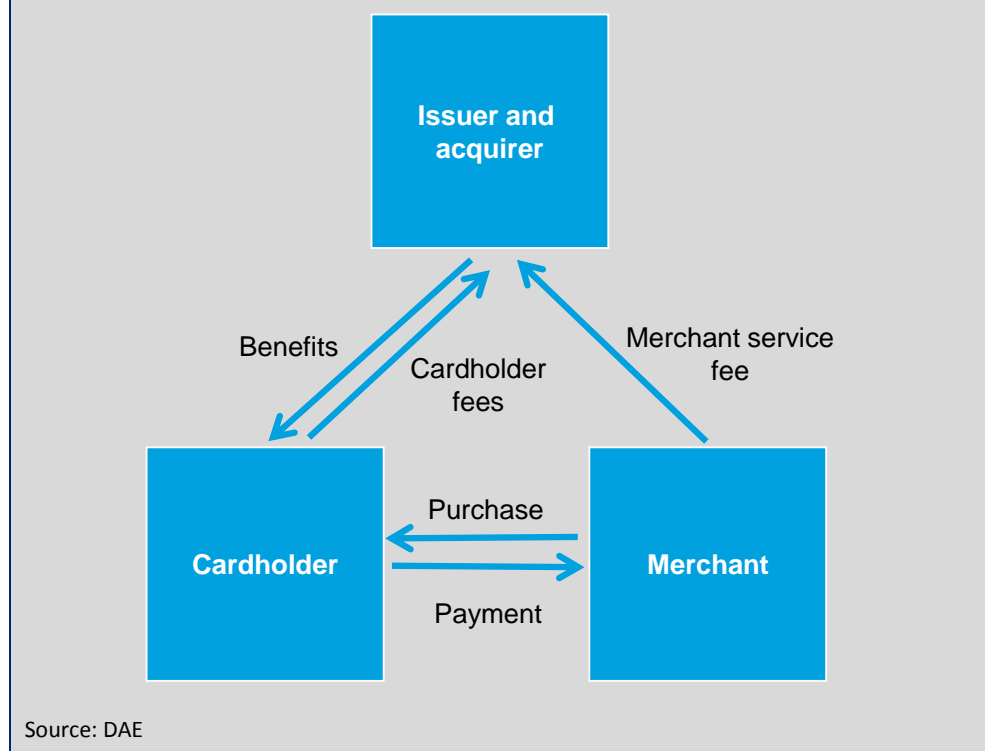 Issuer and
acquirer
Benefits
Cardholder
fees
Merchant service
fee
Purchase
Cardholder
Merchant
Payment
Source: DAE